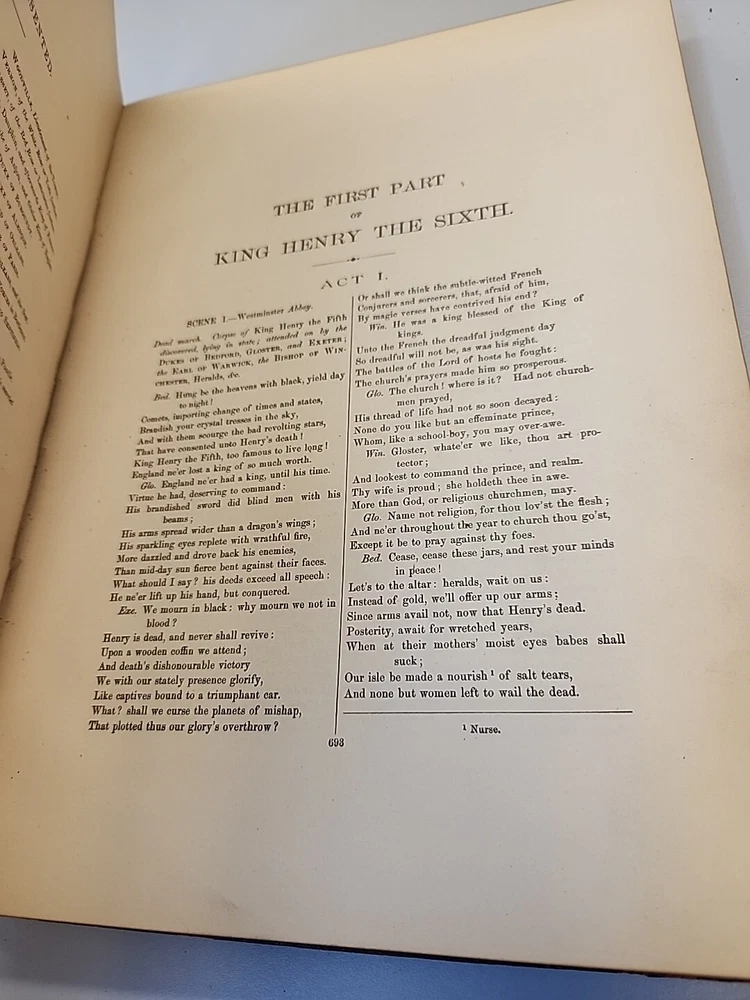 SENTED.
THE FIRST PART
OF
KING HENRY THE SIXTH.
ACT I.
SCENE I.—Westminster Abbey.
Dead march. Corpse of King Henry the Fifth
discovered, lying in state; attended on by the
DUKES OF BEDFORD, GLOSTER, and EXETER;
the EARL OF WARWICK, the BISHOP OF WIN-
CHESTER, Heralds, &c.
Bed. Hung be the heavens with black, yield day
to night!
Comets, importing change of times and states,
Brandish your crystal tresses in the sky,
And with them scourge the bad revolting stars,
That have consented unto Henry's death!
King Henry the Fifth, too famous to live long!
England ne'er lost a king of so much worth.
Glo. England ne'er had a king, until his time.
Virtue he had, deserving to command:
His brandished sword did blind men with his
beams;
His arms spread wider than a dragon's wings;
His sparkling eyes replete with wrathful fire,
More dazzled and drove back his enemies,
Than mid-day sun fierce bent against their faces.
What should I say? his deeds exceed all speech:
He ne'er lift up his hand, but conquered.
Exe. We mourn in black: why mourn we not in
blood?
Henry is dead, and never shall revive:
Upon a wooden coffin we attend;
And death's dishonourable victory
We with our stately presence glorify,
Like captives bound to a triumphant car.
What? shall we curse the planets of mishap,
That plotted thus our glory's overthrow?
Or shall we think the subtle-witted French
Conjurers and sorcerers, that, afraid of him,
By magic verses have contrived his end?
Win. He was a king blessed of the King of
kings.
Unto the French the dreadful judgment day
So dreadful will not be, as was his sight.
The battles of the Lord of hosts he fought:
The church's prayers made him so prosperous.
Glo. The church! where is it? Had not church-
men prayed,
His thread of life had not so soon decayed:
None do you like but an effeminate prince,
Whom, like a school-boy, you may over-awe.
Win. Gloster, whate'er we like, thou art pro-
tector;
And lookest to command the prince, and realm.
Thy wife is proud; she holdeth thee in awe.
More than God, or religious churchmen, may.
Glo. Name not religion, for thou lov'st the flesh;
And ne'er throughout the year to church thou go'st,
Except it be to pray against thy foes.
Bed. Cease, cease these jars, and rest your minds
in peace!
Let's to the altar: heralds, wait on us:
Instead of gold, we'll offer up our arms;
Since arms avail not, now that Henry's dead.
Posterity, await for wretched years,
When at their mothers' moist eyes babes shall
suck;
Our isle be made a nourish¹ of salt tears,
And none but women left to wail the dead.
¹ Nurse.
693